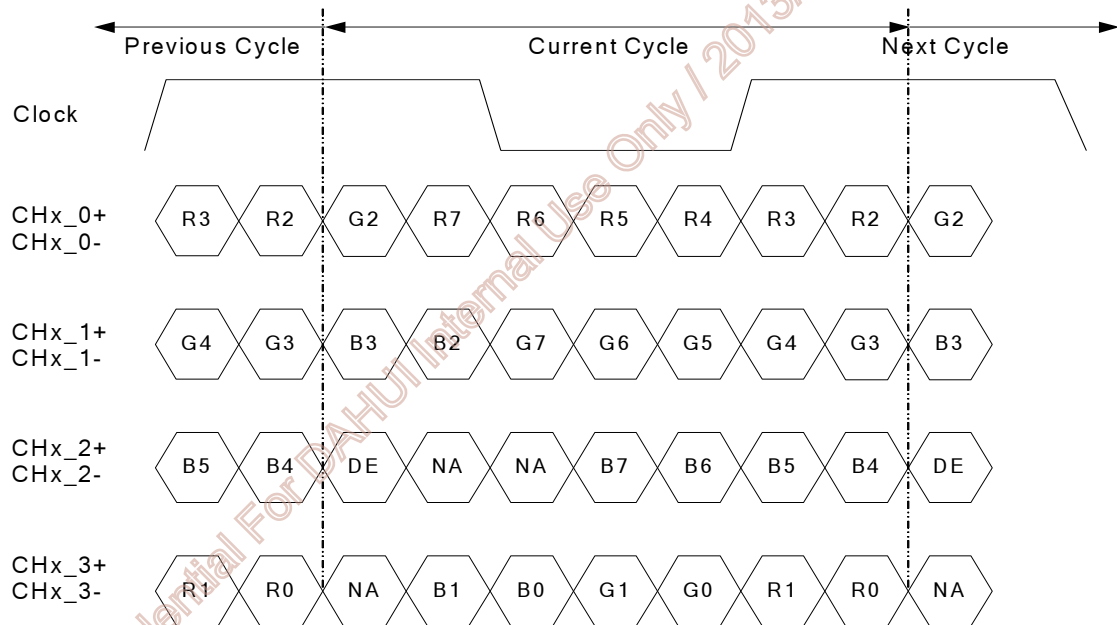 Previous Cycle Current Cycle Next Cycle
Clock
CHx_0+
CHx_0-
R3 R2 G2 R7 R6 R5 R4 R3 R2 G2
CHx_1+
CHx_1-
G4 G3 B3 B2 G7 G6 G5 G4 G3 B3
CHx_2+
CHx_2-
B5 B4 DE NA NA B7 B6 B5 B4 DE
CHx_3+
CHx_3-
R1 R0 NA B1 B0 G1 G0 R1 R0 NA
For DAHUI Internal Use Only / 2013